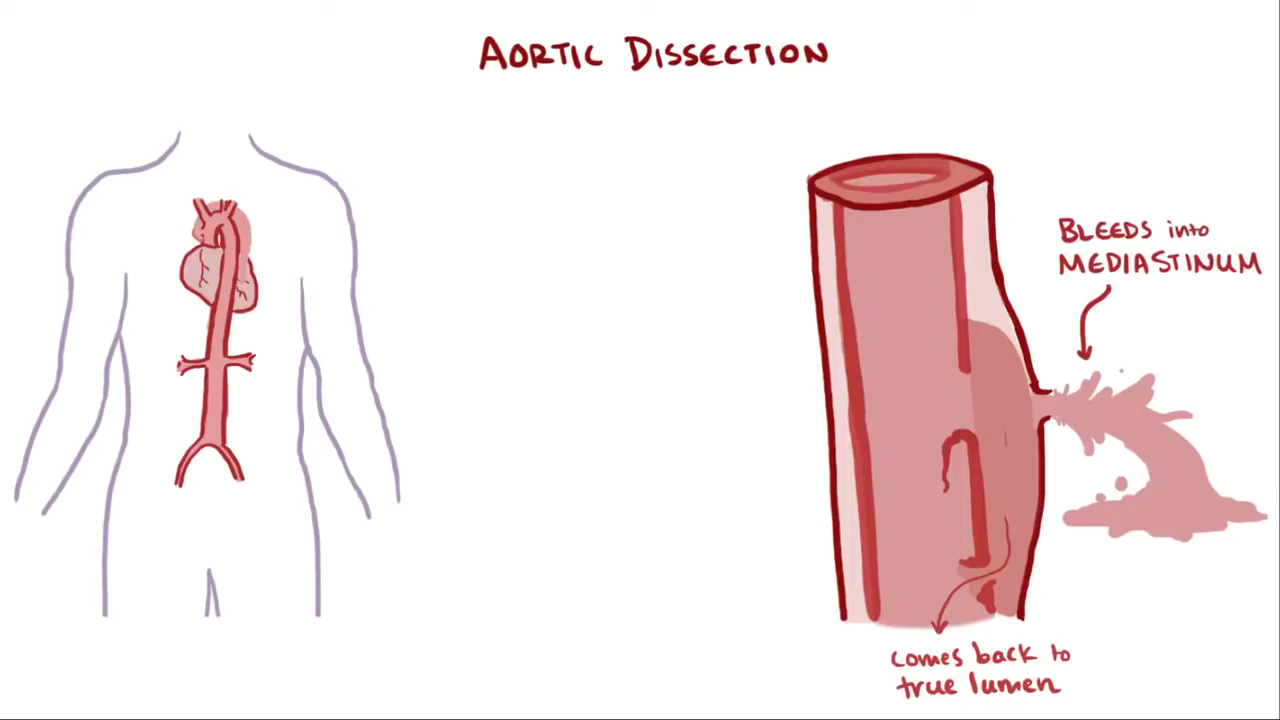 AORTIC DISSECTION
BLEEDS into
MEDIASTINUM
comes back to
true lumen